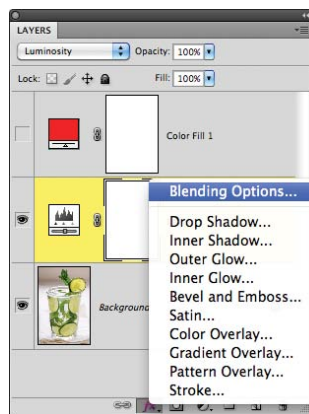 LAYERS
Luminosity Opacity: 100%
Lock: Fill: 100%
Color Fill 1
Blending Options...
Drop Shadow...
Inner Shadow...
Outer Glow...
Inner Glow...
Bevel and Emboss...
Satin...
Background
Color Overlay...
Gradient Overlay...
Pattern Overlay...
Stroke...
fx